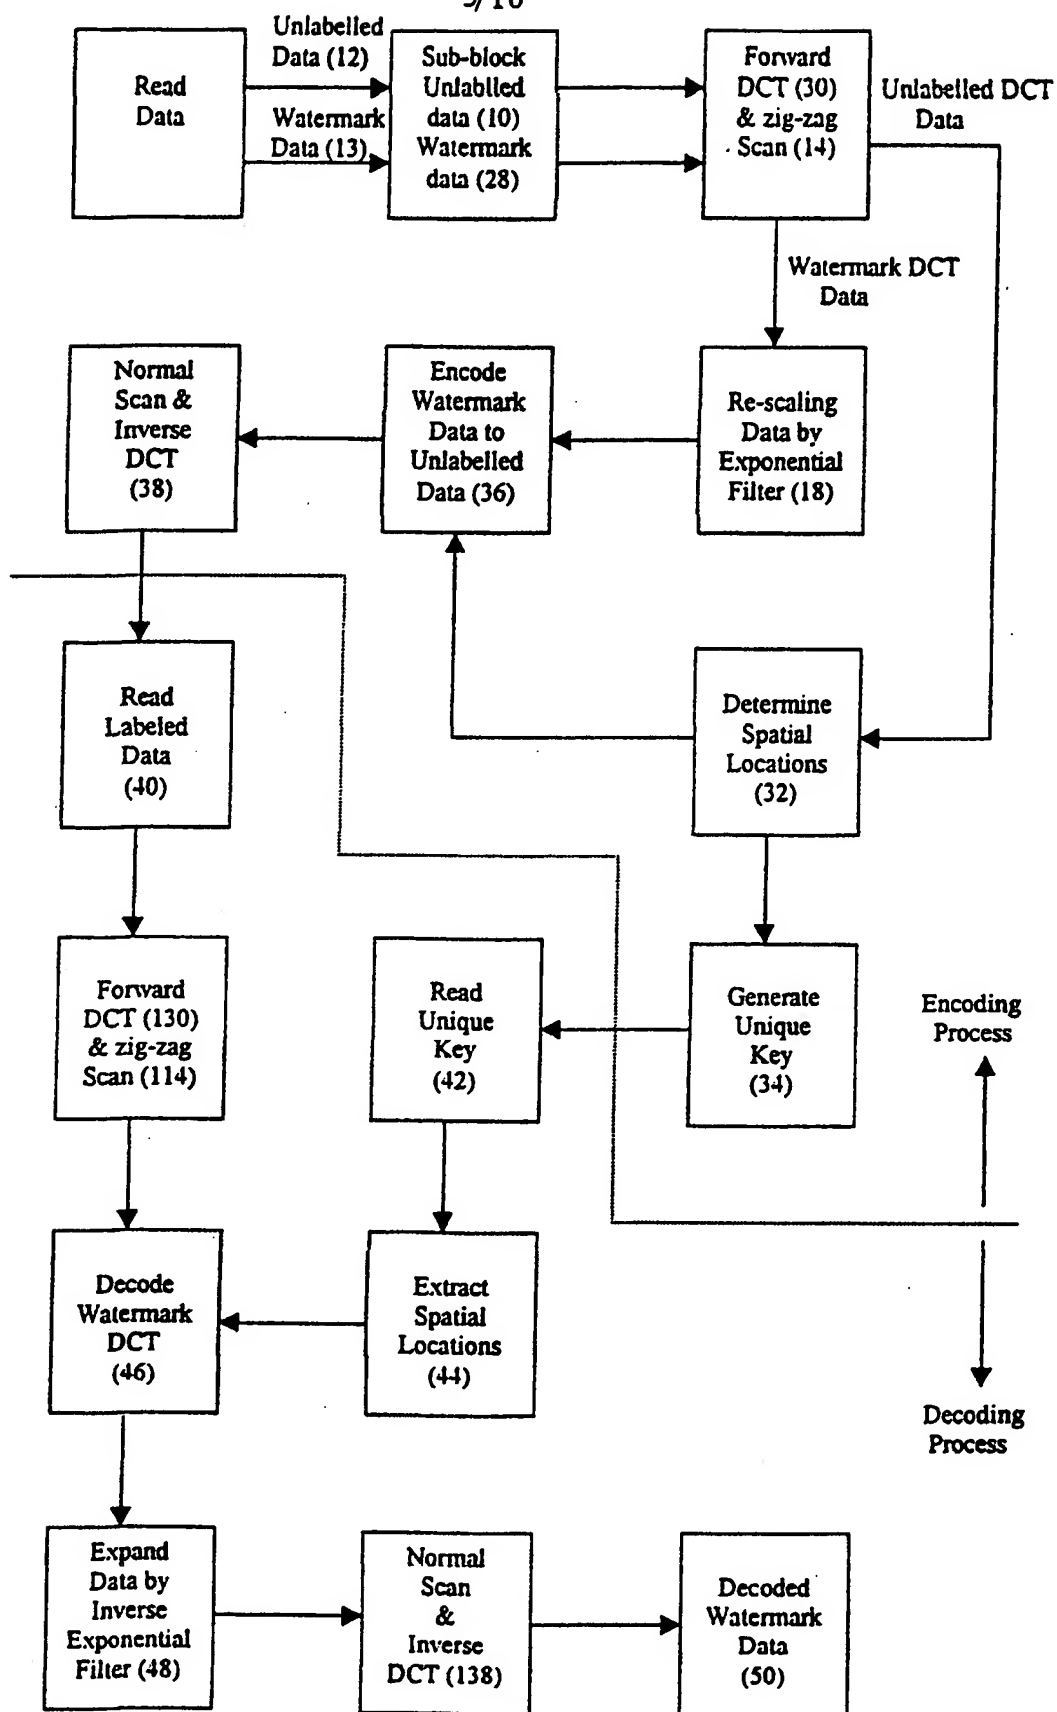 Unlabelled
Data (12)
Read
Data
Watermark
Data (13)
Sub-block
Unlablled
data (10)
Watermark
data (28)
Forward
DCT (30)
& zig-zag
Scan (14)
Unlabelled DCT
Data
Watermark DCT
Data
Normal
Scan &
Inverse
DCT
(38)
Encode
Watermark
Data to
Unlabelled
Data (36)
Re-scaling
Data by
Exponential
Filter (18)
Read
Labeled
Data
(40)
Determine
Spatial
Locations
(32)
Forward
DCT (130)
& zig-zag
Scan (114)
Read
Unique
Key
(42)
Generate
Unique
Key
(34)
Encoding
Process
Decode
Watermark
DCT
(46)
Extract
Spatial
Locations
(44)
Decoding
Process
Expand
Data by
Inverse
Exponential
Filter (48)
Normal
Scan
&
Inverse
DCT (138)
Decoded
Watermark
Data
(50)